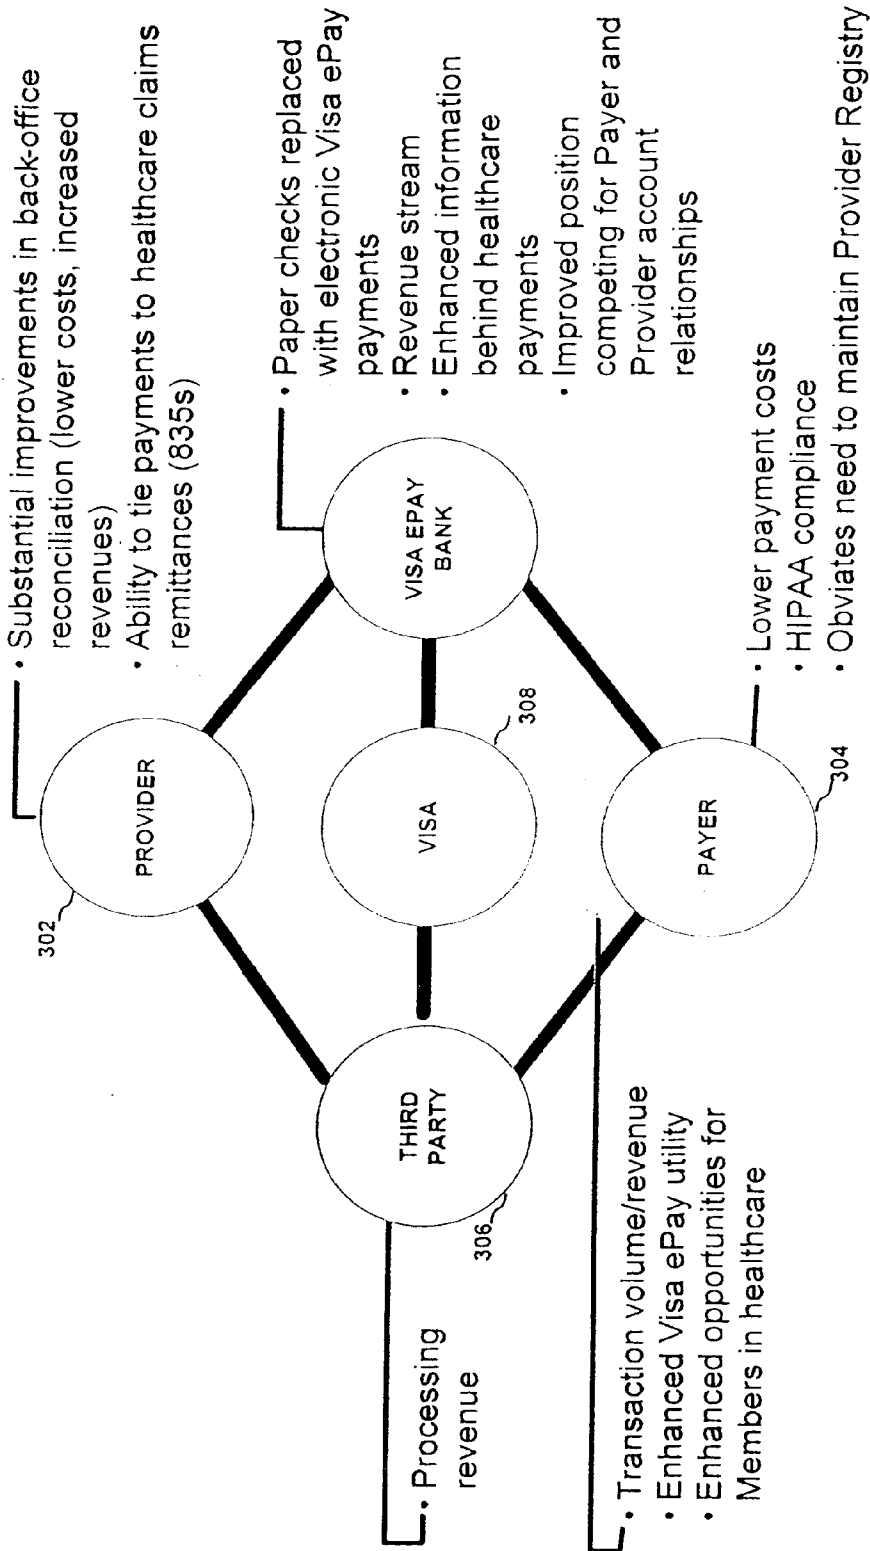 • Substantial improvements in back-office
reconciliation (lower costs, increased
revenues)
• Ability to tie payments to healthcare claims
remittances (835s)
302
PROVIDER
• Paper checks replaced
with electronic Visa ePay
payments
• Revenue stream
• Enhanced information
behind healthcare
payments
• Improved position
competing for Payer and
Provider account
relationships
VISA EPAY
BANK
VISA
308
THIRD
PARTY
306
• Processing
revenue
PAYER
304
• Transaction volume/revenue
• Enhanced Visa ePay utility
• Enhanced opportunities for
Members in healthcare
• Lower payment costs
• HIPAA compliance
• Obviates need to maintain Provider Registry